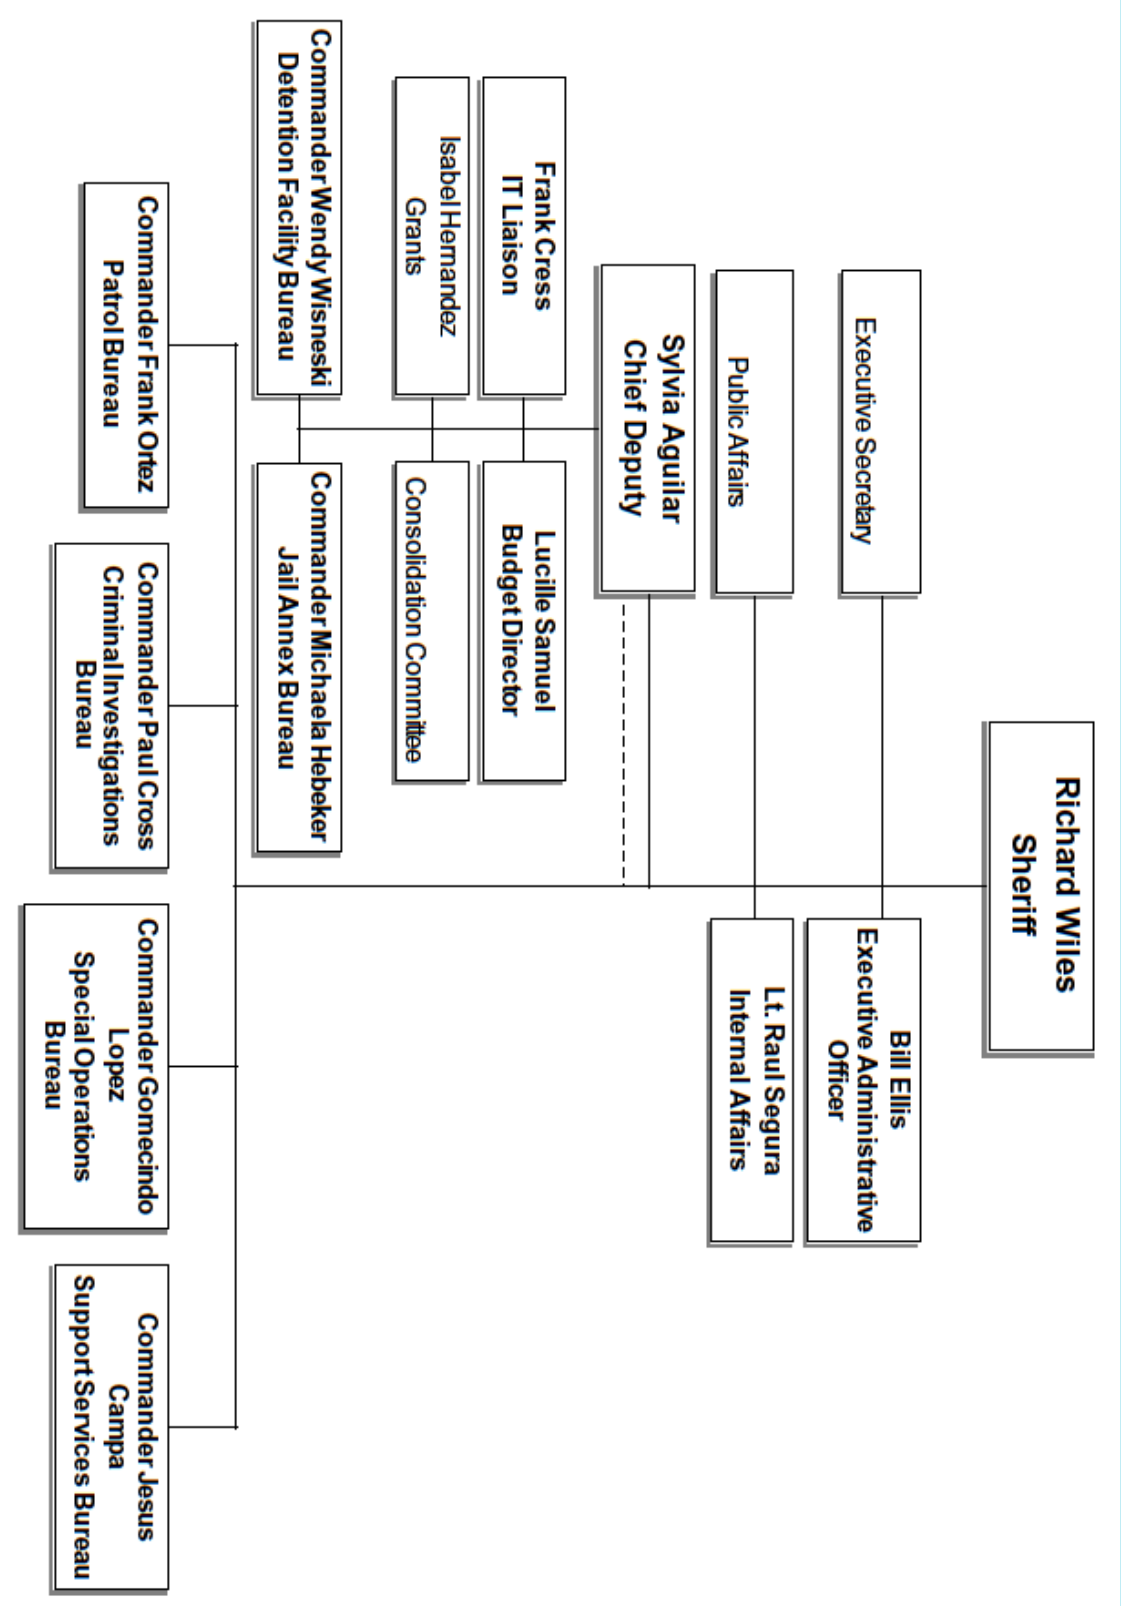 Richard Wiles
Sheriff
Executive Secretary
Bill Ellis
Executive Administrative
Officer
Public Affairs
Lt. Raul Segura
Internal Affairs
Sylvia Aguilar
Chief Deputy
Frank Cress
IT Liaison
Lucille Samuel
Budget Director
Isabel Hernandez
Grants
Consolidation Committee
Commander Wendy Wisneski
Detention Facility Bureau
Commander Michaela Hebeker
Jail Annex Bureau
Commander Frank Ortez
Patrol Bureau
Commander Paul Cross
Criminal Investigations
Bureau
Commander Gomecindo
Lopez
Special Operations
Bureau
Commander Jesus
Campa
Support Services Bureau